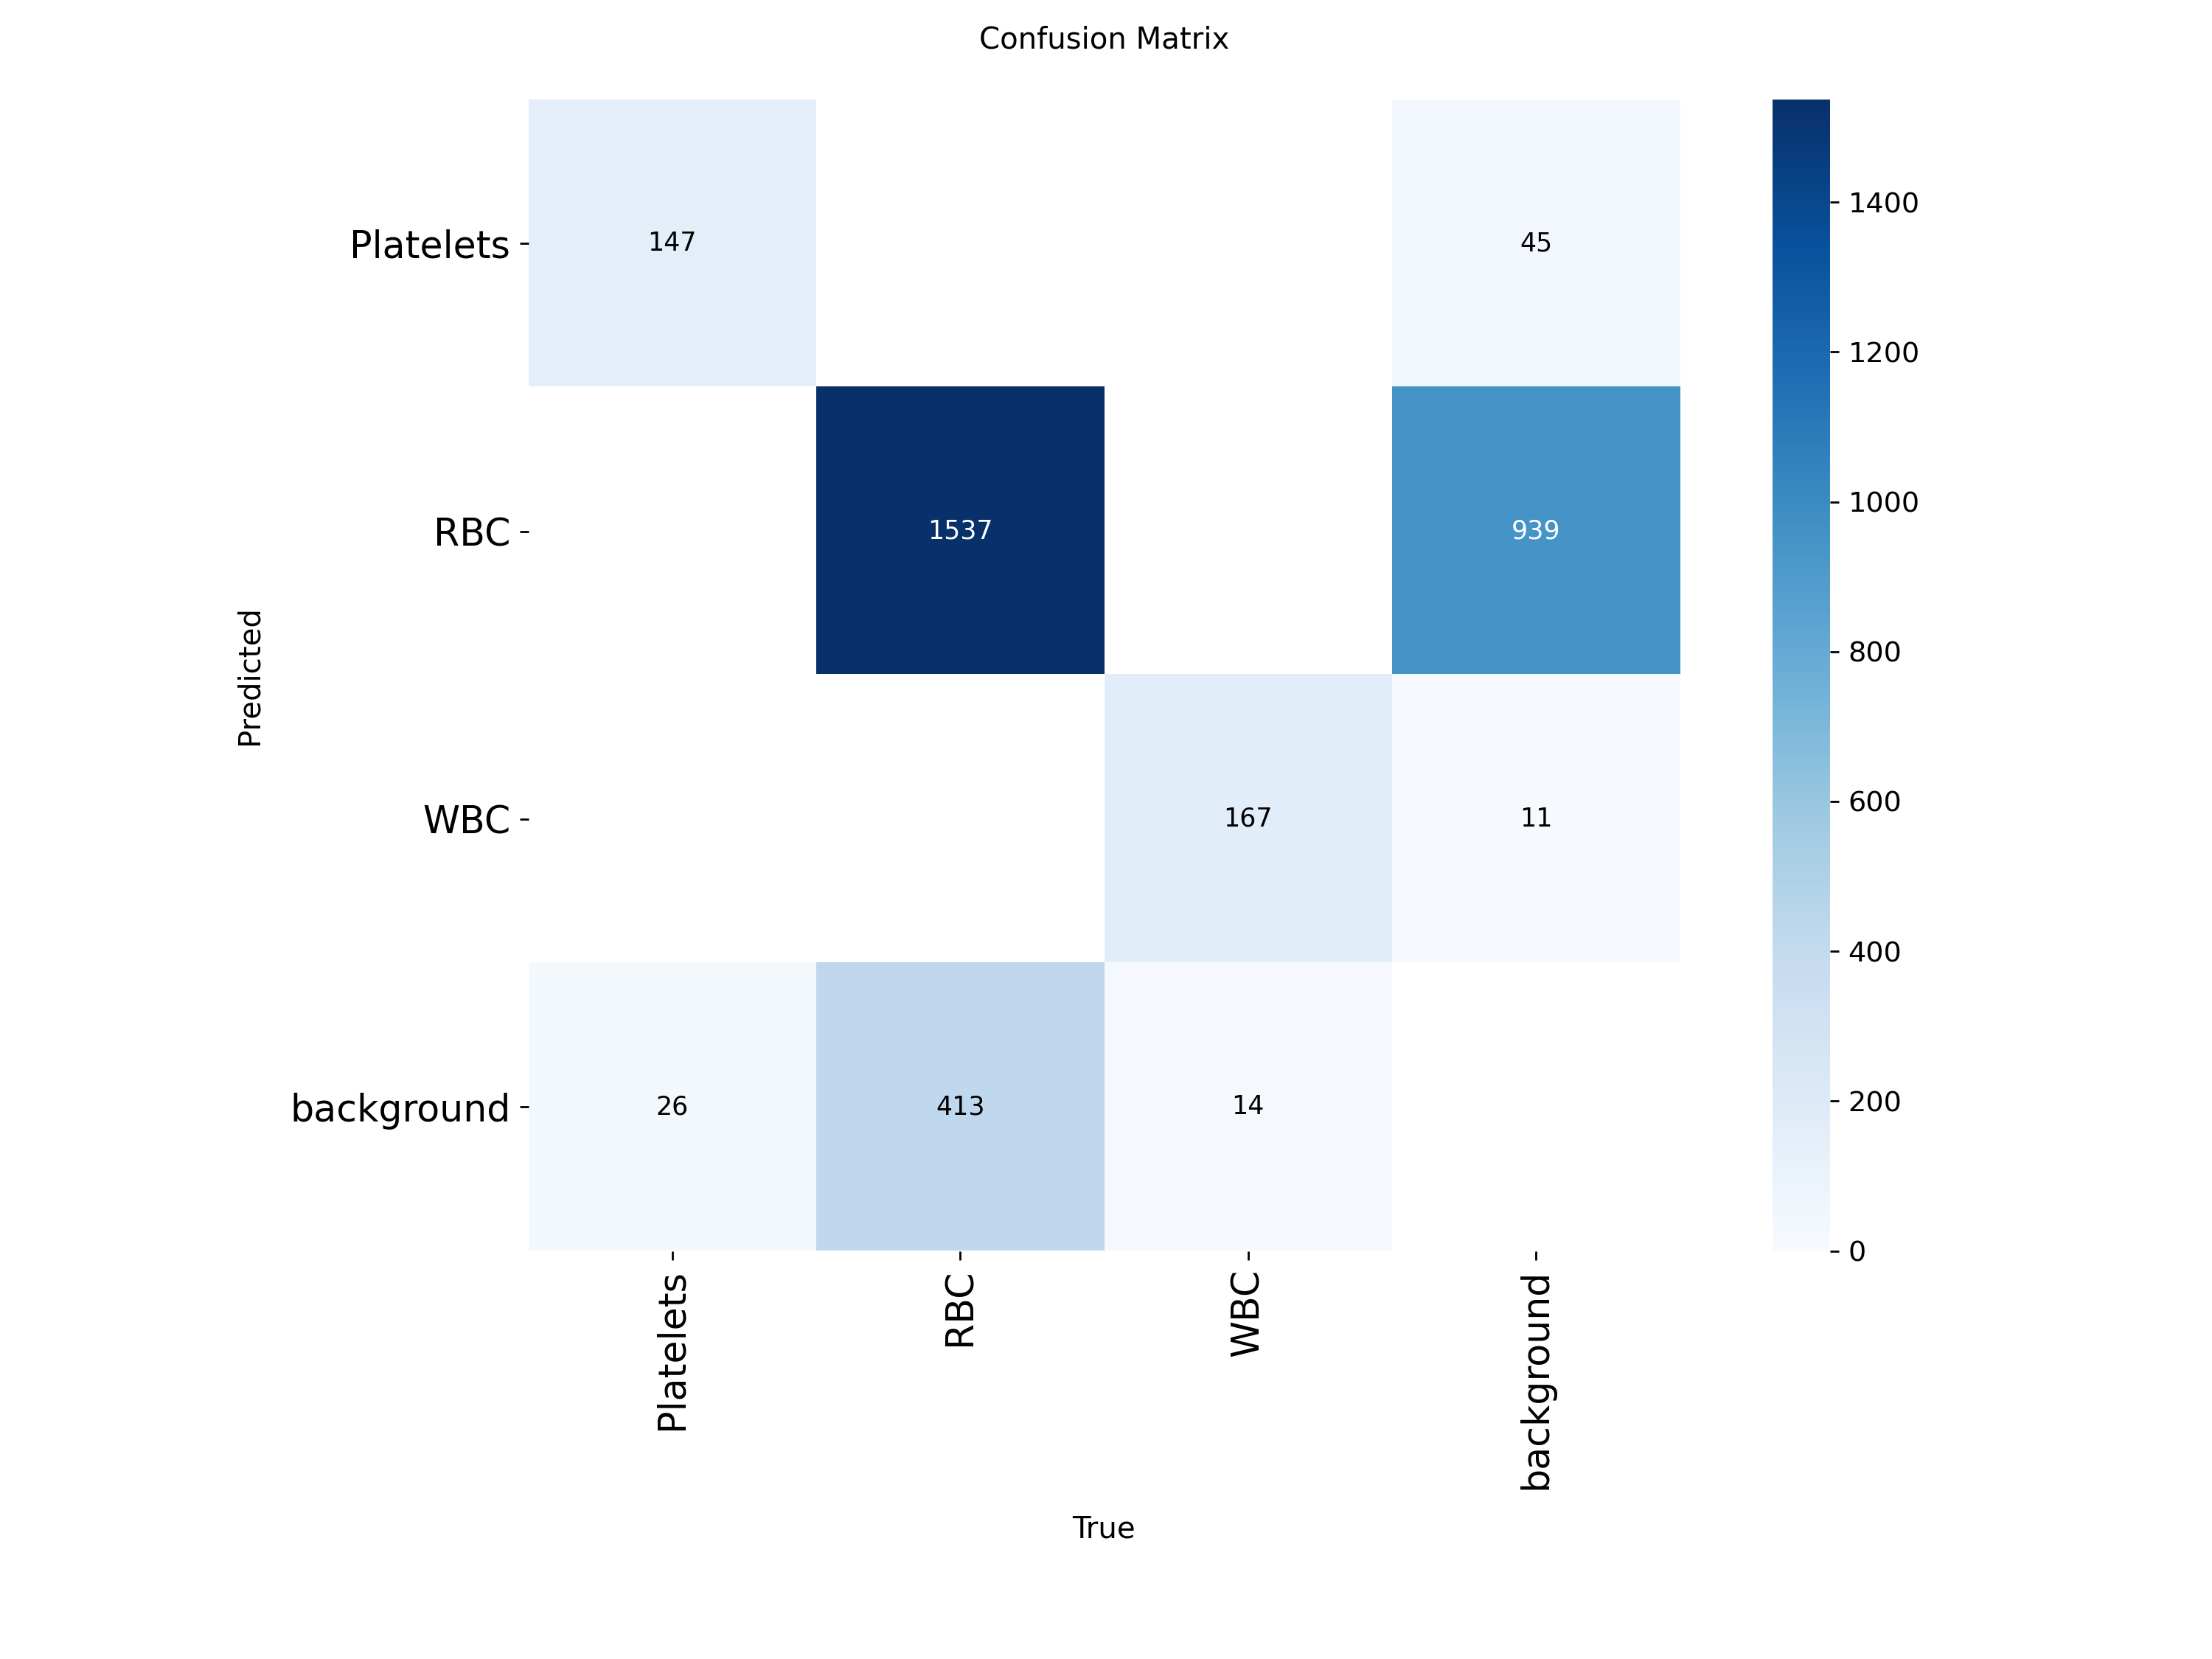 Confusion Matrix
Platelets
147
45
1400
1200
RBC
1537
939
1000
Predicted
800
WBC
167
11
600
400
background
26
413
14
200
0
Platelets
RBC
WBC
background
True